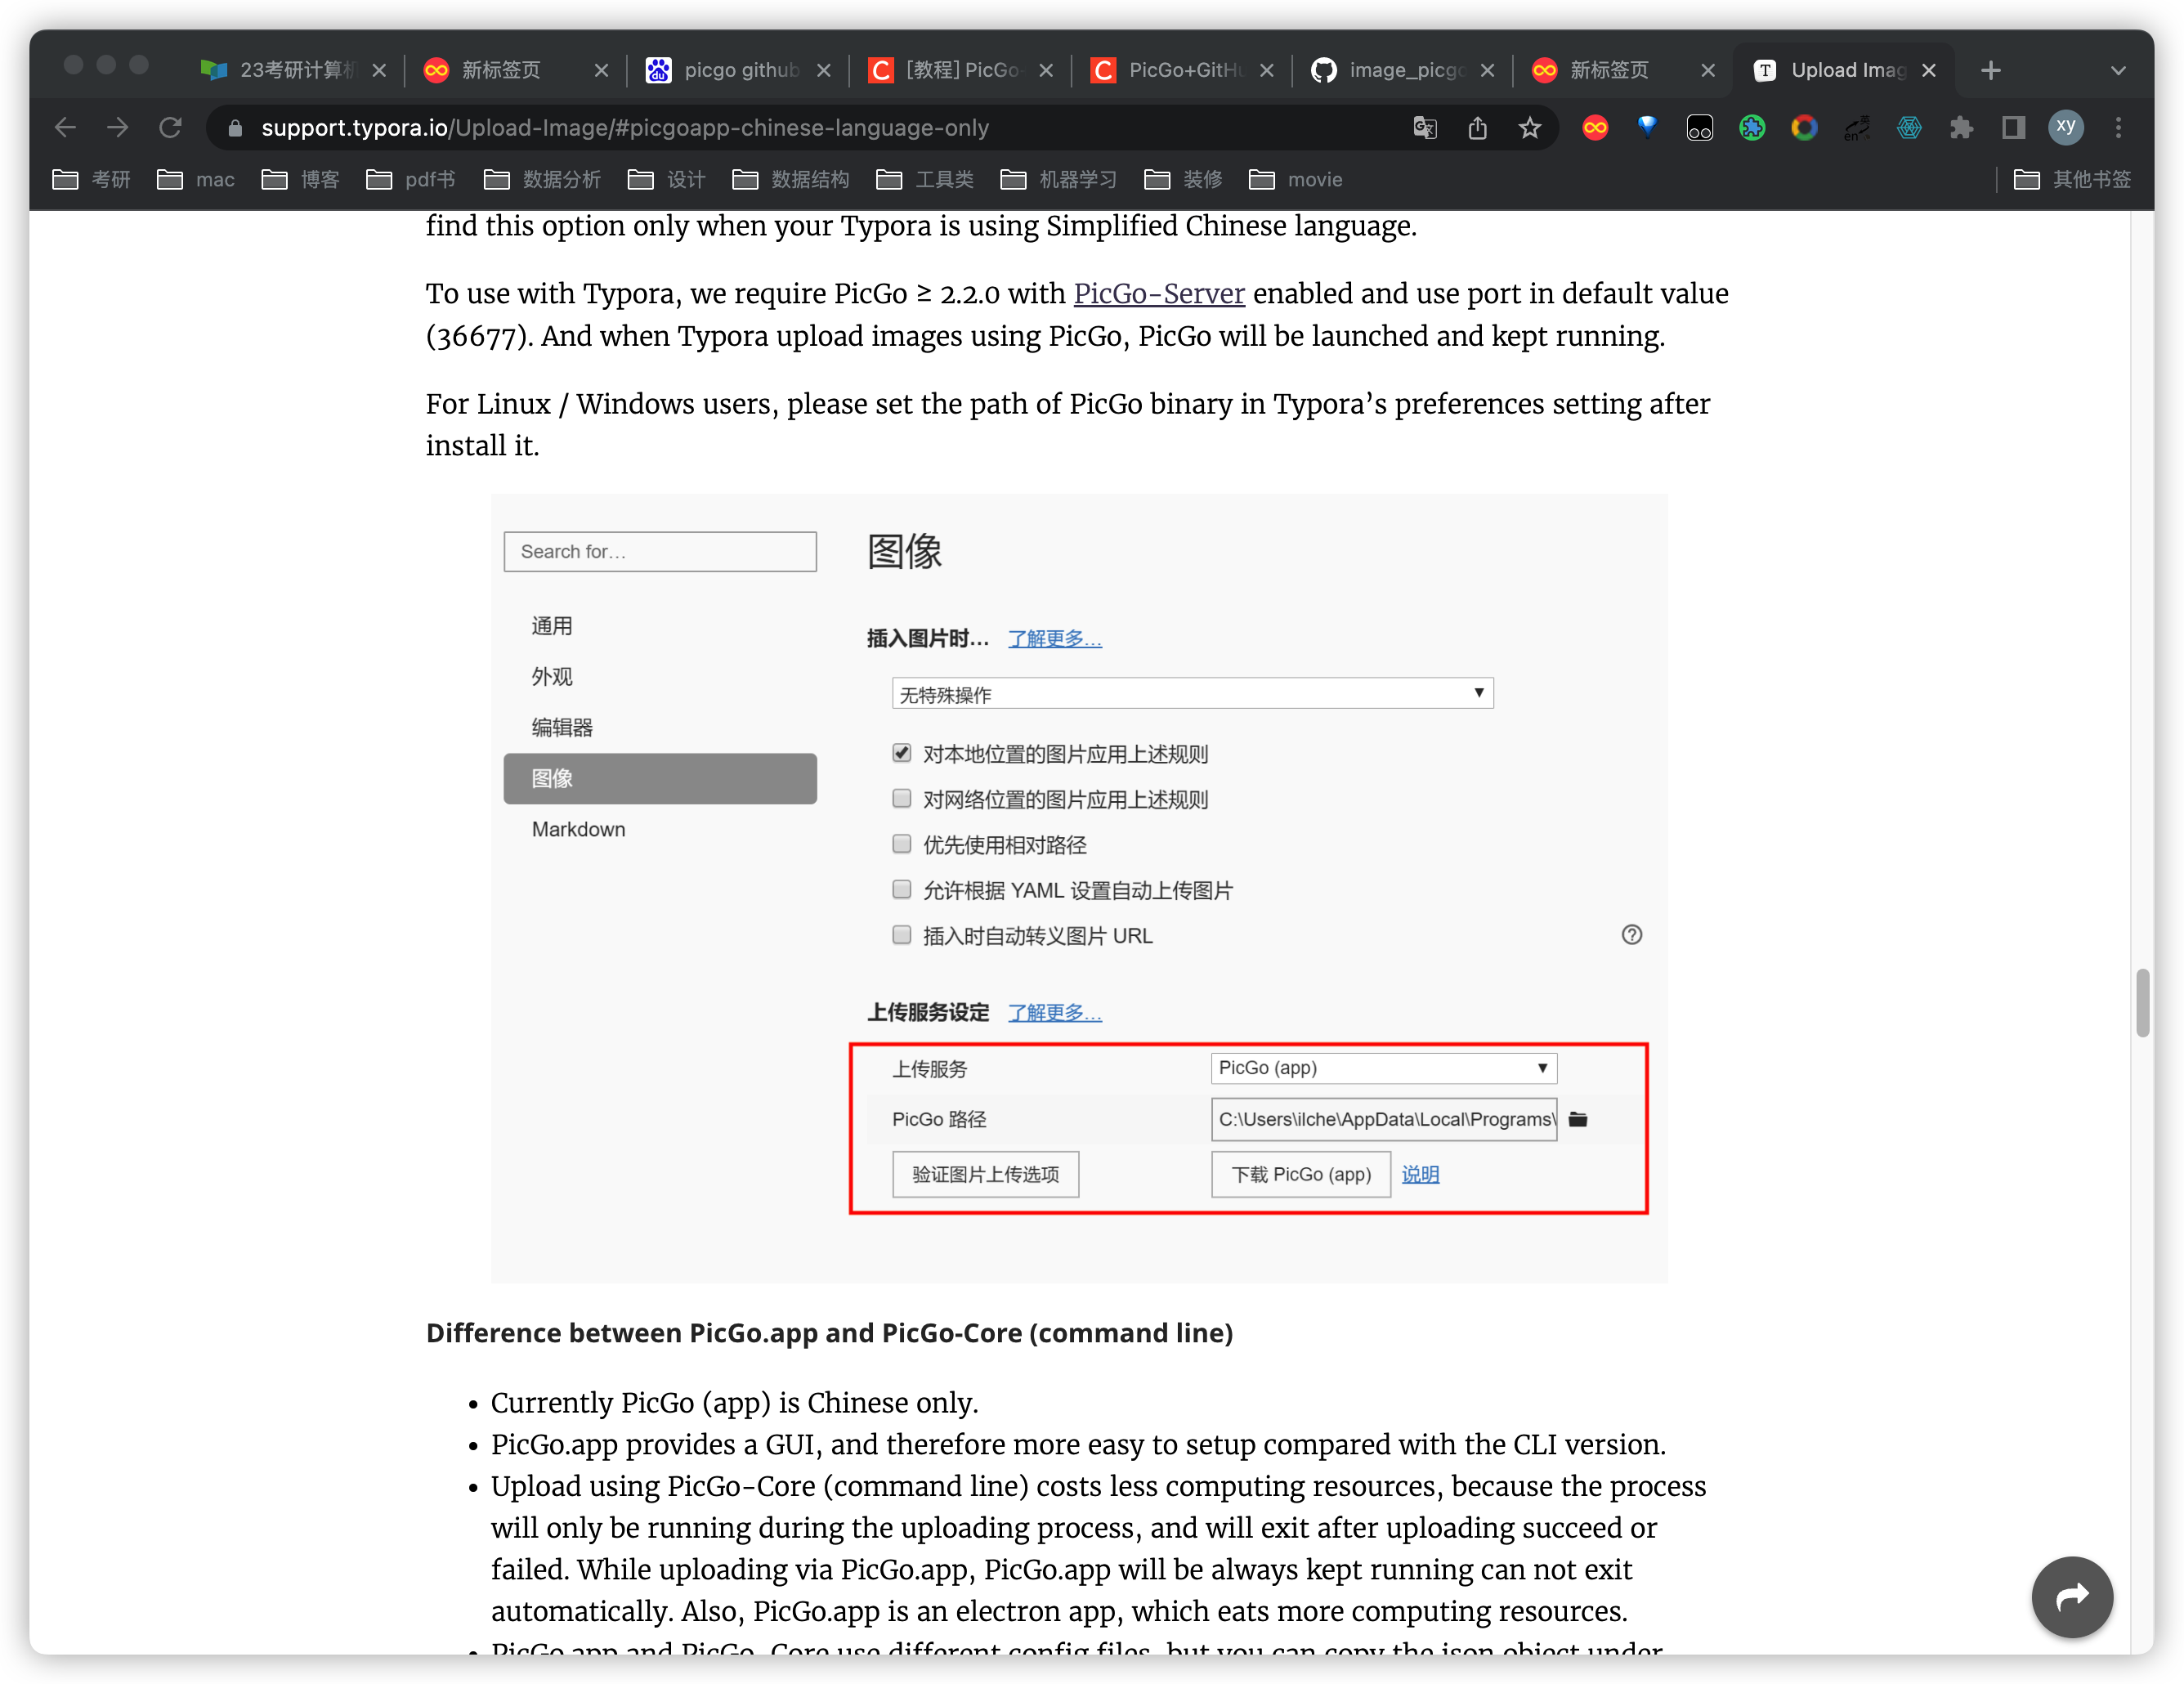 23考研计算机
新标签页
picgo github
[教程] PicGo
PicGo+GitHu
image_picgo
新标签页
Upload Imag
support.typora.io/Upload-Image/#picgoapp-chinese-language-only
xy
考研
mac
博客
pdf书
数据分析
设计
数据结构
工具类
机器学习
装修
movie
其他书签
find this option only when your Typora is using Simplified Chinese language.
To use with Typora, we require PicGo ≥ 2.2.0 with PicGo-Server enabled and use port in default value
(36677). And when Typora upload images using PicGo, PicGo will be launched and kept running.
For Linux / Windows users, please set the path of PicGo binary in Typora’s preferences setting after
install it.
Search for…
通用
外观
编辑器
图像
Markdown
图像
插入图片时… 了解更多…
无特殊操作
对本地位置的图片应用上述规则
对网络位置的图片应用上述规则
优先使用相对路径
允许根据 YAML 设置自动上传图片
插入时自动转义图片 URL
上传服务设定 了解更多…
上传服务 PicGo (app)
PicGo 路径 C:\Users\ilche\AppData\Local\Programs\
验证图片上传选项 下载 PicGo (app) 说明
Difference between PicGo.app and PicGo-Core (command line)
• Currently PicGo (app) is Chinese only.
• PicGo.app provides a GUI, and therefore more easy to setup compared with the CLI version.
• Upload using PicGo-Core (command line) costs less computing resources, because the process
will only be running during the uploading process, and will exit after uploading succeed or
failed. While uploading via PicGo.app, PicGo.app will be always kept running can not exit
automatically. Also, PicGo.app is an electron app, which eats more computing resources.
• PicGo.app and PicGo-Core use different config files, but you can copy the json object under